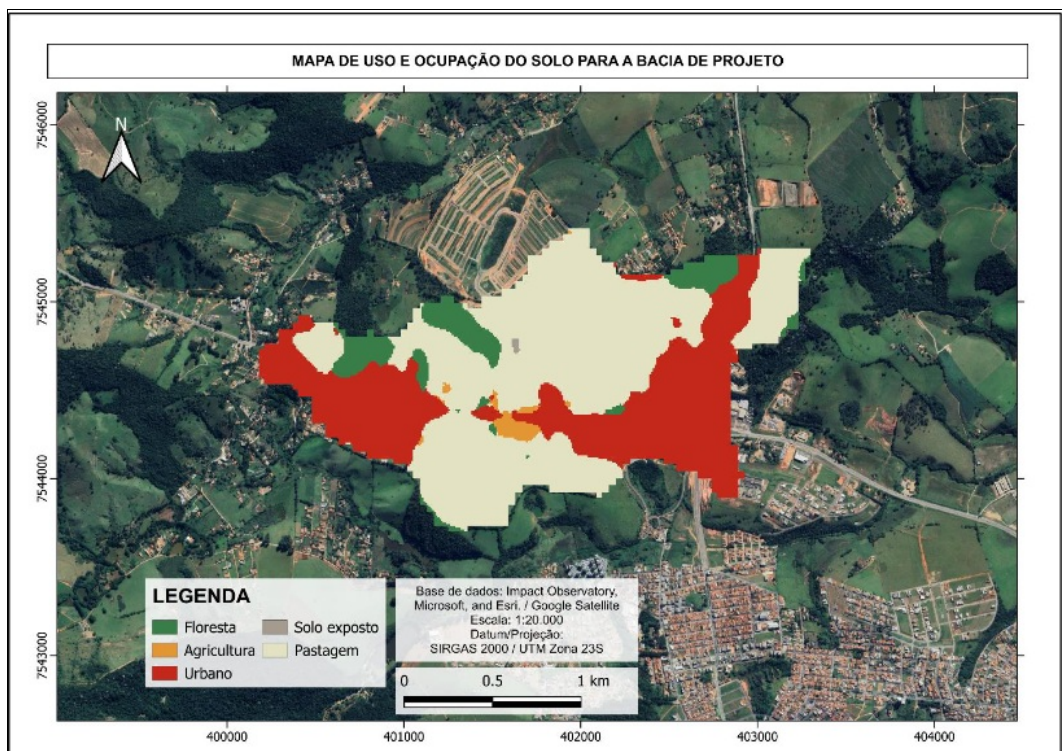 MAPA DE USO E OCUPAÇÃO DO SOLO PARA A BACIA DE PROJETO
N
7546000
7545000
7544000
7543000
LEGENDA
Floresta
Solo exposto
Agricultura
Pastagem
Urbano
Base de dados: Impact Observatory,
Microsoft, and Esri. / Google Satellite
Escala: 1:20.000
Datum/Projeção:
SIRGAS 2000 / UTM Zona 23S
0 0.5 1 km
400000 401000 402000 403000 404000